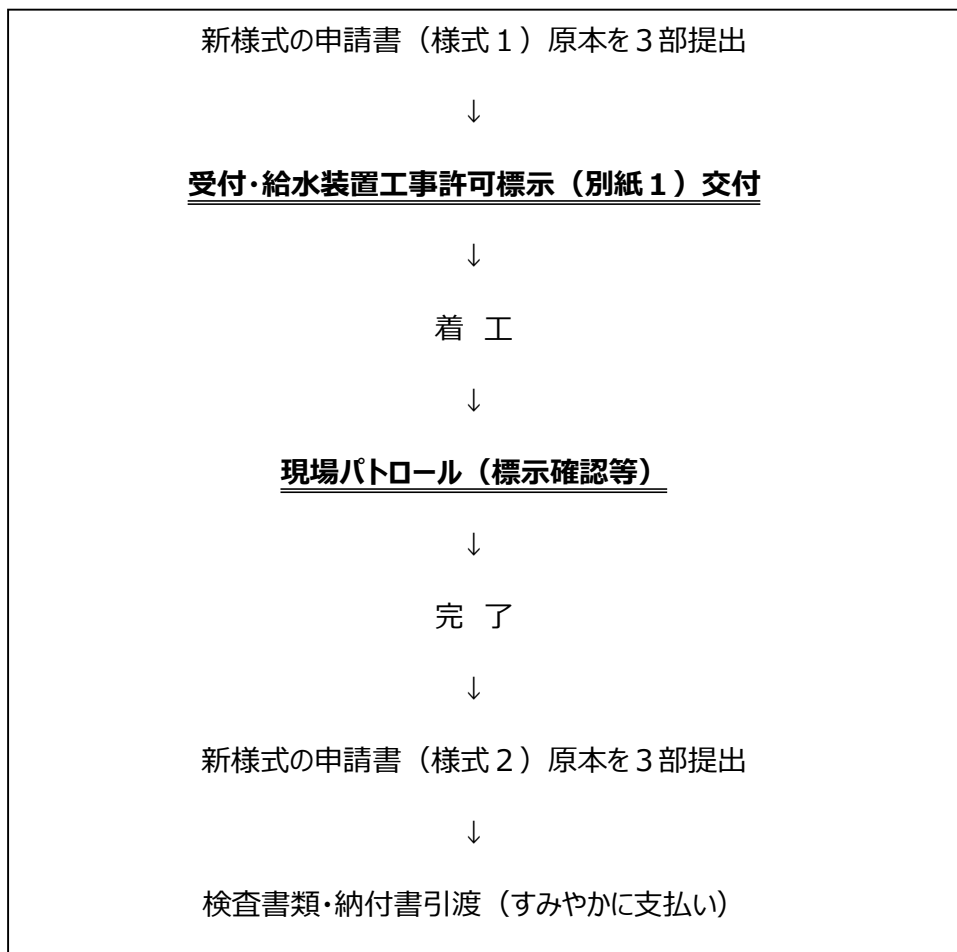 新様式の申請書（様式１）原本を３部提出
↓
受付・給水装置工事許可標示（別紙１）交付
↓
着　工
↓
現場パトロール（標示確認等）
↓
完　了
↓
新様式の申請書（様式２）原本を３部提出
↓
検査書類・納付書引渡（すみやかに支払い）